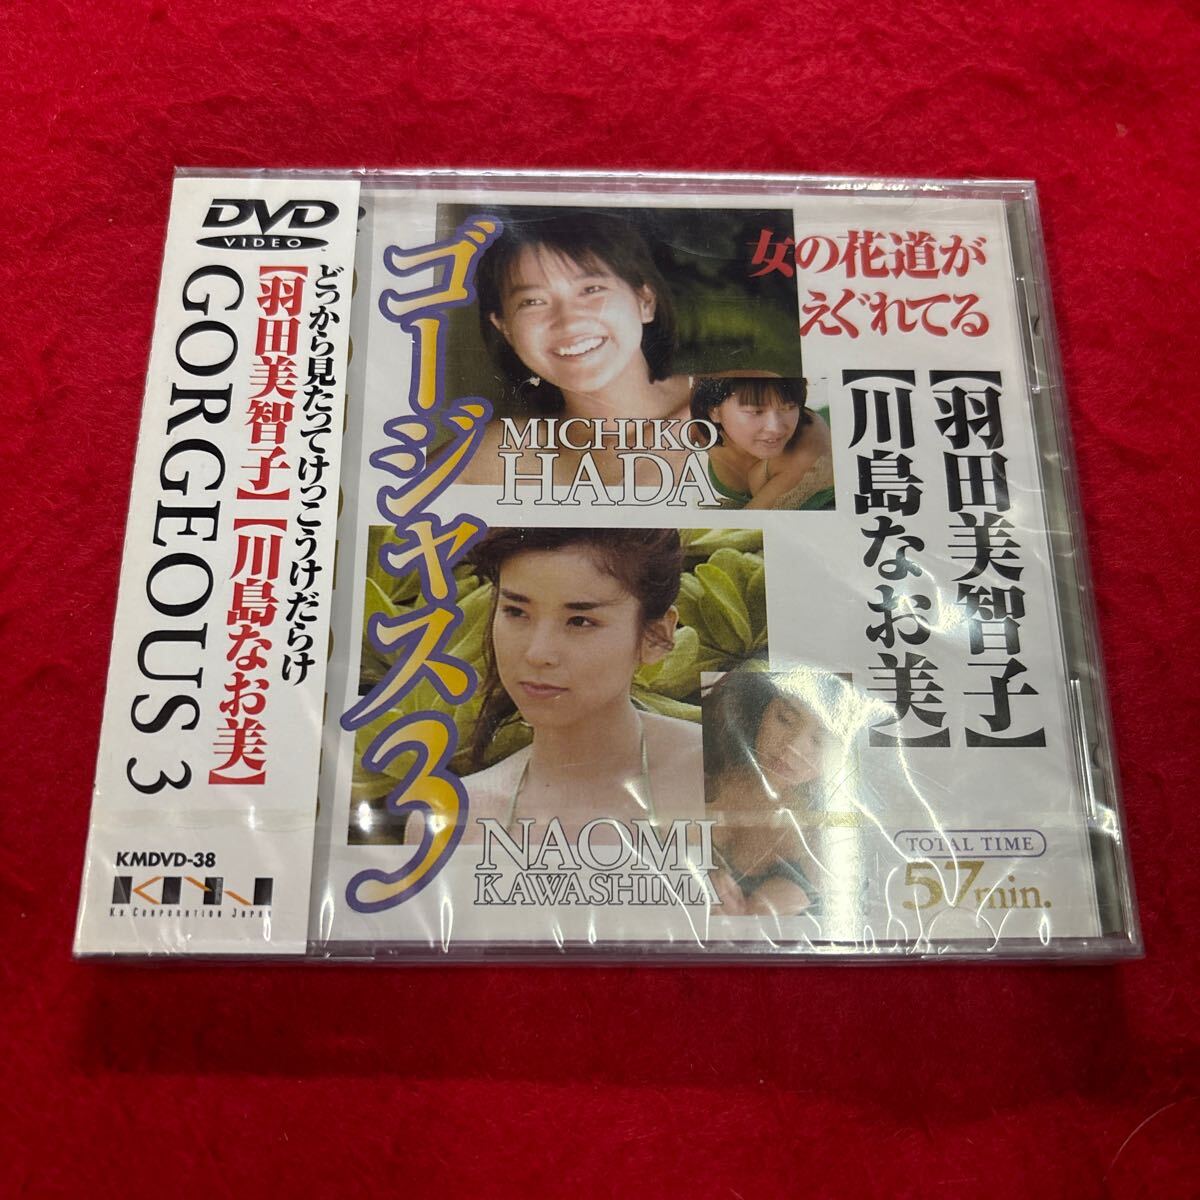 DVD
VIDEO
どっから見たってけっこうけだらけ
【羽田美智子】【川島なお美】
GORGEOUS 3
KMDVD-38
K.N.Corporation Japan
ゴージャス3
女の花道が
えぐれてる
【羽田美智子】
【川島なお美】
MICHIKO
HADA
NAOMI
KAWASHIMA
TOTAL TIME
57min.